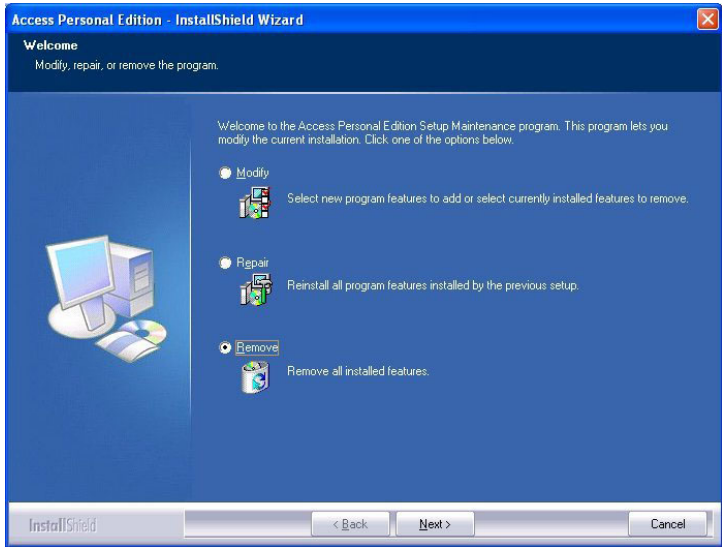 Access Personal Edition - InstallShield Wizard
Welcome
Modify, repair, or remove the program.
Welcome to the Access Personal Edition Setup Maintenance program. This program lets you
modify the current installation. Click one of the options below.
Modify
Select new program features to add or select currently installed features to remove.
Repair
Reinstall all program features installed by the previous setup.
Remove
Remove all installed features.
InstallShield
< Back Next > Cancel